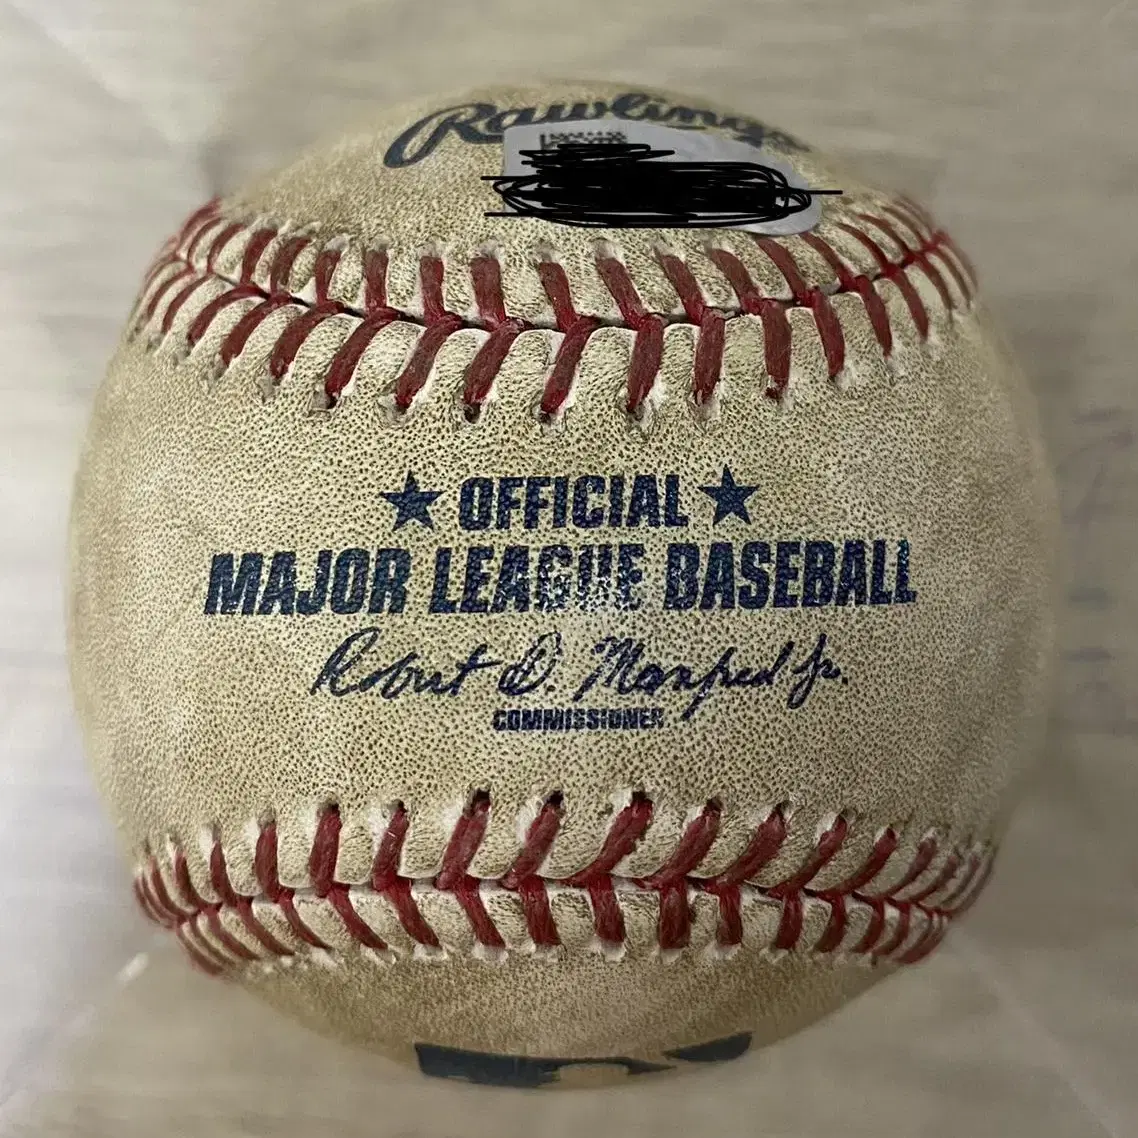 Rawlings
★ OFFICIAL ★
MAJOR LEAGUE BASEBALL
Robert D. Manfred Jr.
COMMISSIONER